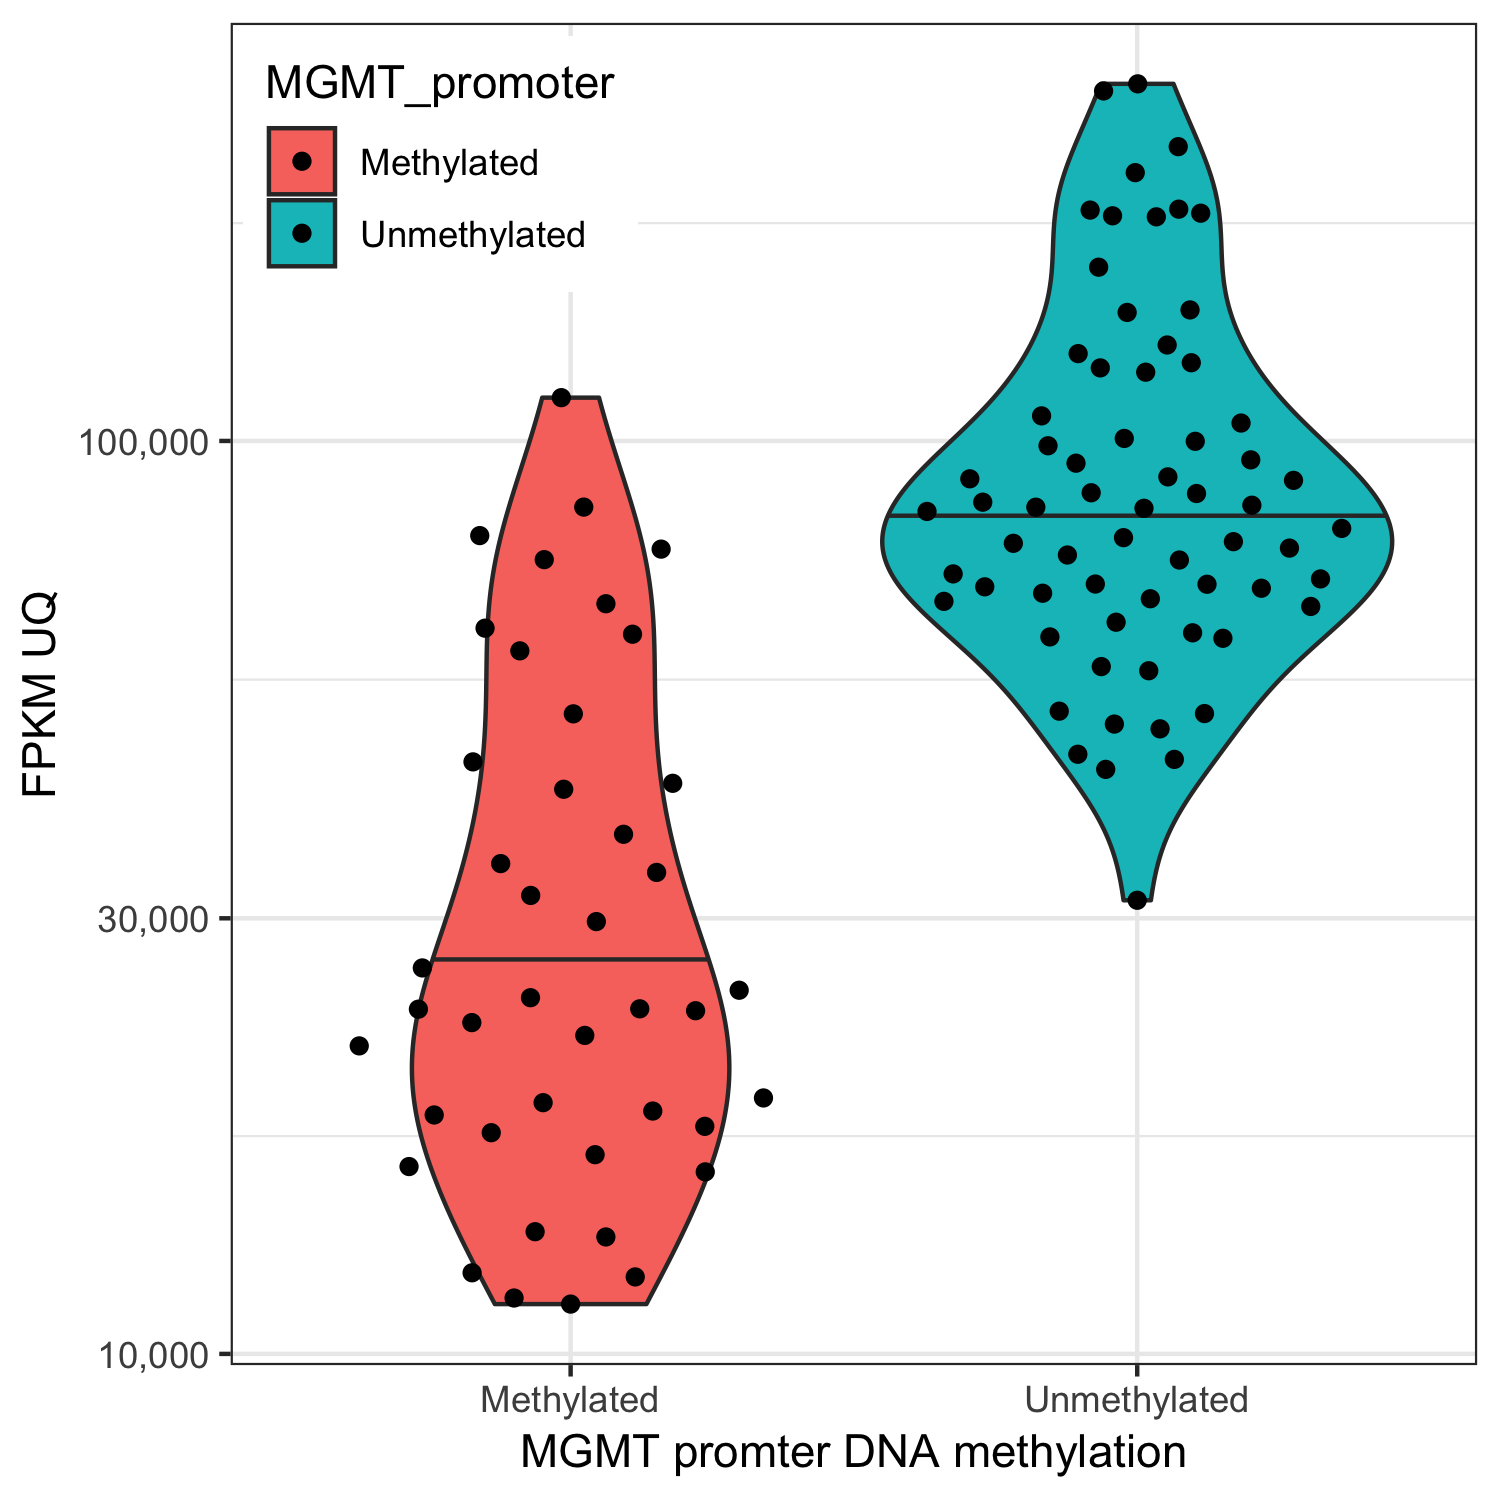 MGMT_promoter
Methylated
Unmethylated
FPKM UQ
100,000
30,000
10,000
Methylated
Unmethylated
MGMT promter DNA methylation